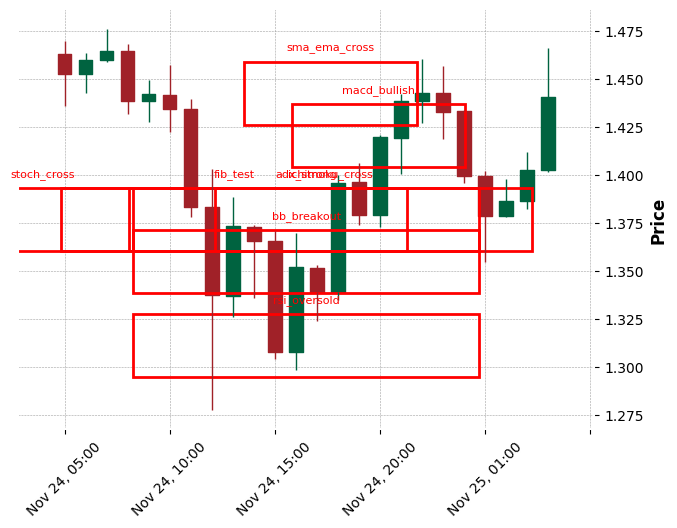 1.475
sma_ema_cross
1.450
macd_bullish
1.425
stoch_cross
fib_test
1.400
bb_breakout
1.375
Price
1.350
1.325
1.300
1.275
Nov 24, 05:00
Nov 24, 10:00
Nov 24, 15:00
Nov 24, 20:00
Nov 25, 01:00